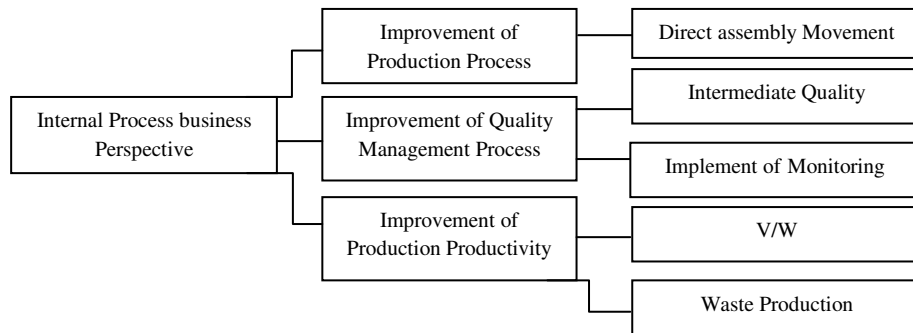 Improvement of
Production Process
Direct assembly Movement
Internal Process business
Perspective
Improvement of Quality
Management Process
Intermediate Quality
Implement of Monitoring
Improvement of
Production Productivity
V/W
Waste Production